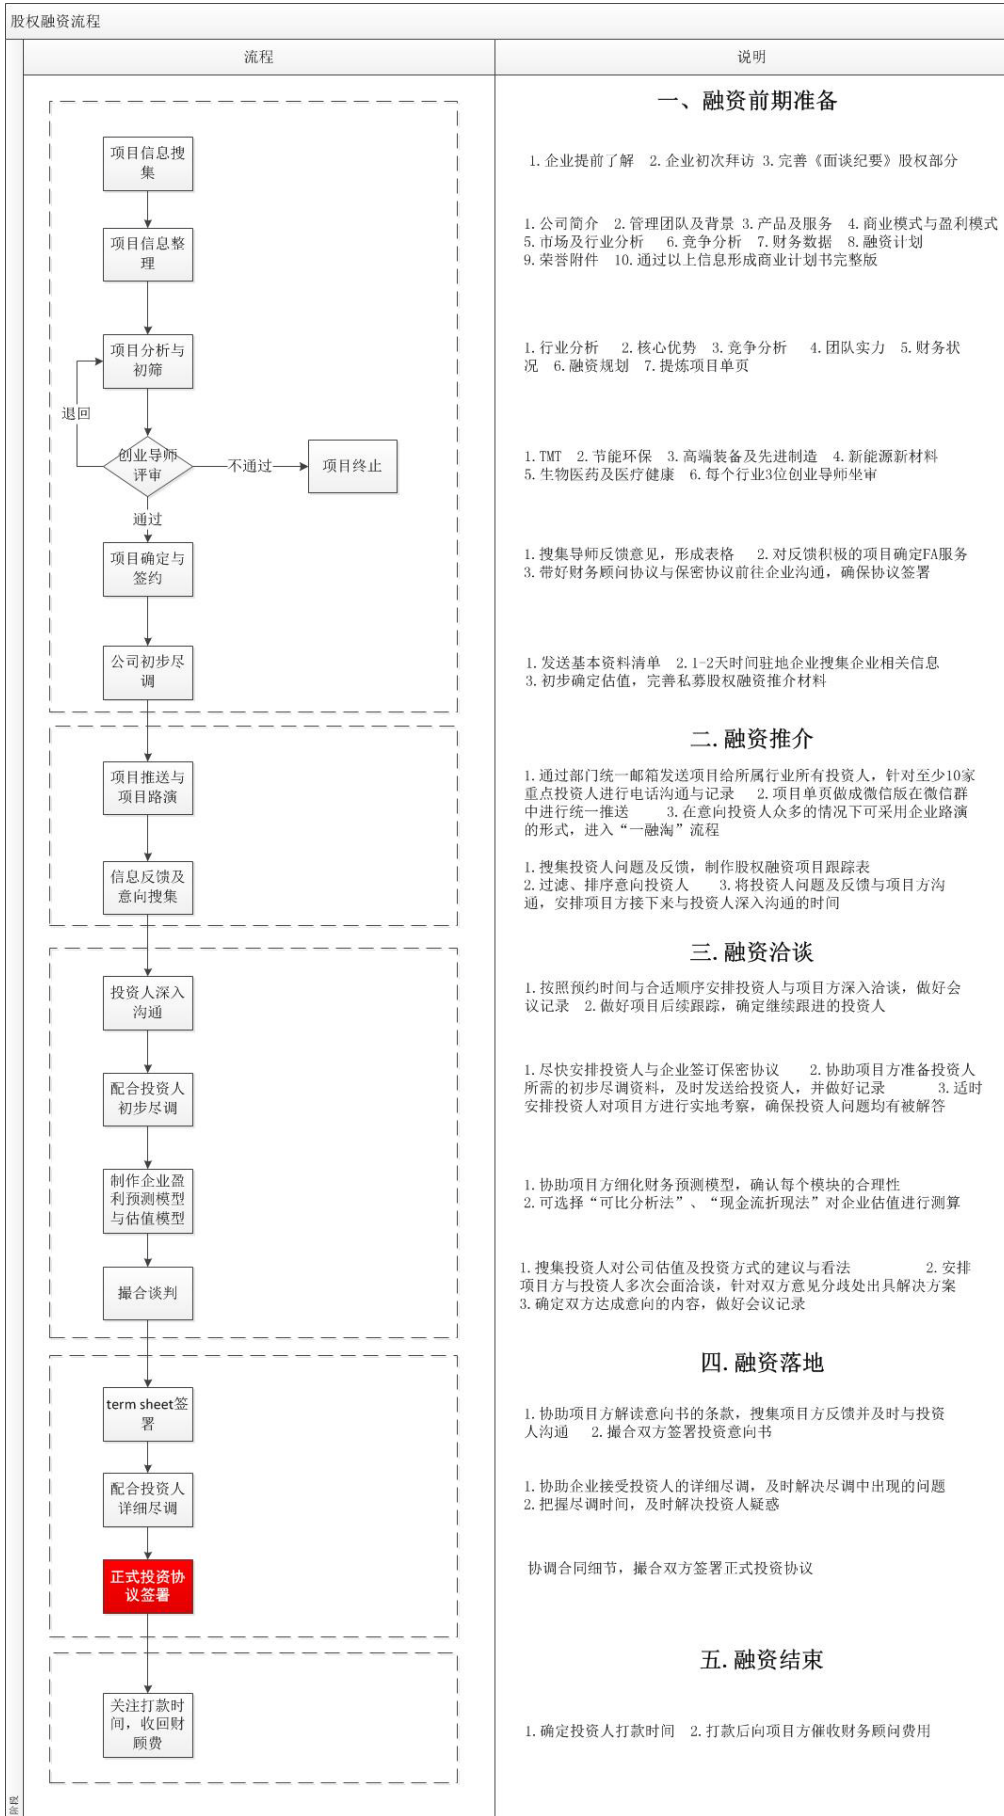 股权融资流程
流程
说明
一、融资前期准备
项目信息搜
集
1.企业提前了解 2.企业初次拜访 3.完善《面谈纪要》股权部分
项目信息整
理
1.公司简介 2.管理团队及背景 3.产品及服务 4.商业模式与盈利模式
5.市场及行业分析 6.竞争分析 7.财务数据 8.融资计划
9.荣誉附件 10.通过以上信息形成商业计划书完整版
项目分析与
初筛
1.行业分析 2.核心优势 3.竞争分析 4.团队实力 5.财务状
况 6.融资规划 7.提炼项目单页
退回
创业导师
评审
不通过
项目终止
1.TMT 2.节能环保 3.高端装备及先进制造 4.新能源新材料
5.生物医药及医疗健康 6.每个行业3位创业导师坐审
通过
项目确定与
签约
1.搜集导师反馈意见，形成表格 2.对反馈积极的项目确定FA服务
3.带好财务顾问协议与保密协议前往企业沟通，确保协议签署
公司初步尽
调
1.发送基本资料清单 2.1-2天时间驻地企业搜集企业相关信息
3.初步确定估值，完善私募股权融资推介材料
二.融资推介
项目推送与
项目路演
1.通过部门统一邮箱发送项目给所属行业所有投资人，针对至少10家
重点投资人进行电话沟通与记录 2.项目单页做成微信版在微信群
中进行统一推送 3.在意向投资人众多的情况下可采用企业路演
的形式，进入“一融淘”流程
信息反馈及
意向搜集
1.搜集投资人问题及反馈，制作股权融资项目跟踪表
2.过滤、排序意向投资人 3.将投资人问题及反馈与项目方沟
通，安排项目方接下来与投资人深入沟通的时间
三.融资洽谈
投资人深入
沟通
1.按照预约时间与合适顺序安排投资人与项目方深入洽谈，做好会
议记录 2.做好项目后续跟踪，确定继续跟进的投资人
配合投资人
初步尽调
1.尽快安排投资人与企业签订保密协议 2.协助项目方准备投资人
所需的初步尽调资料，及时发送给投资人，并做好记录 3.适时
安排投资人对项目方进行实地考察，确保投资人问题均有被解答
制作企业盈
利预测模型
与估值模型
1.协助项目方细化财务预测模型，确认每个模块的合理性
2.可选择“可比分析法”、“现金流折现法”对企业估值进行测算
撮合谈判
1.搜集投资人对公司估值及投资方式的建议与看法 2.安排
项目方与投资人多次会面洽谈，针对双方意见分歧处出具解决方案
3.确定双方达成意向的内容，做好会议记录
四.融资落地
term sheet签
署
1.协助项目方解读意向书的条款，搜集项目方反馈并及时与投资
人沟通 2.撮合双方签署投资意向书
配合投资人
详细尽调
1.协助企业接受投资人的详细尽调，及时解决尽调中出现的问题
2.把握尽调时间，及时解决投资人疑惑
正式投资协
议签署
协调合同细节，撮合双方签署正式投资协议
五.融资结束
关注打款时
间，收回财
顾费
1.确定投资人打款时间 2.打款后向项目方催收财务顾问费用
阶段